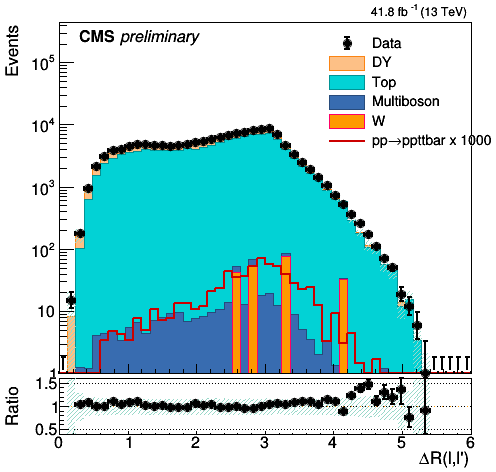 41.8 fb⁻¹ (13 TeV)
CMS preliminary
Events
Data
DY
Top
Multiboson
W
pp→ppttbar x 1000
10⁵
10⁴
10³
10²
10
1
Ratio
1.5
1
0.5
0 1 2 3 4 5 6
ΔR(l,l')